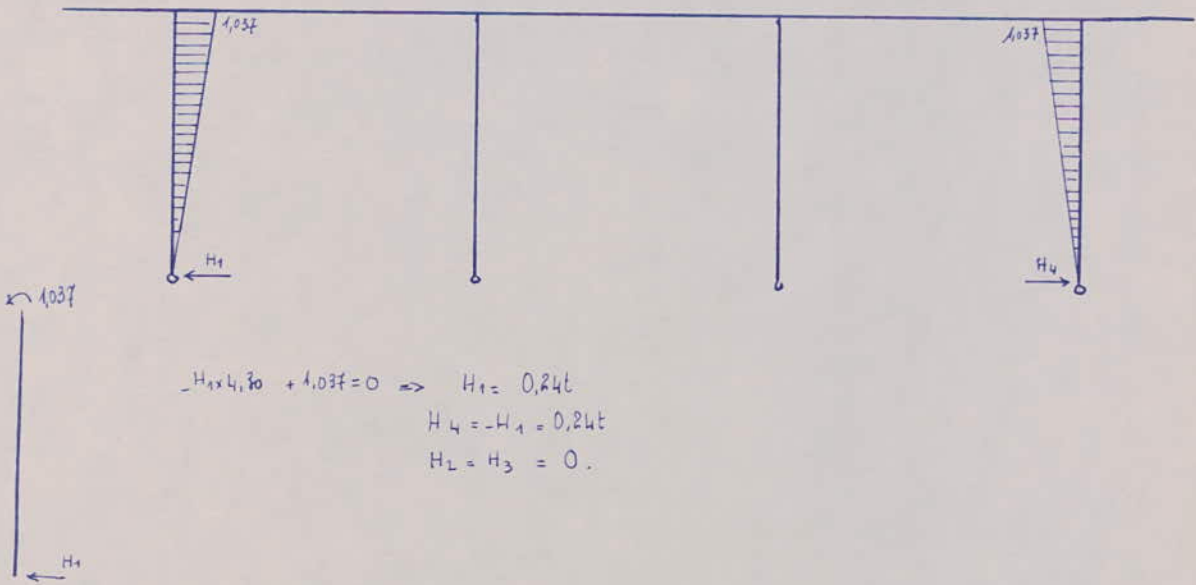 1,037
1,037
H1
H4
1,037
-H1x4,30 + 1,037 = 0 => H1 = 0,24t
H4 = -H1 = 0,24t
H2 = H3 = 0.
H1